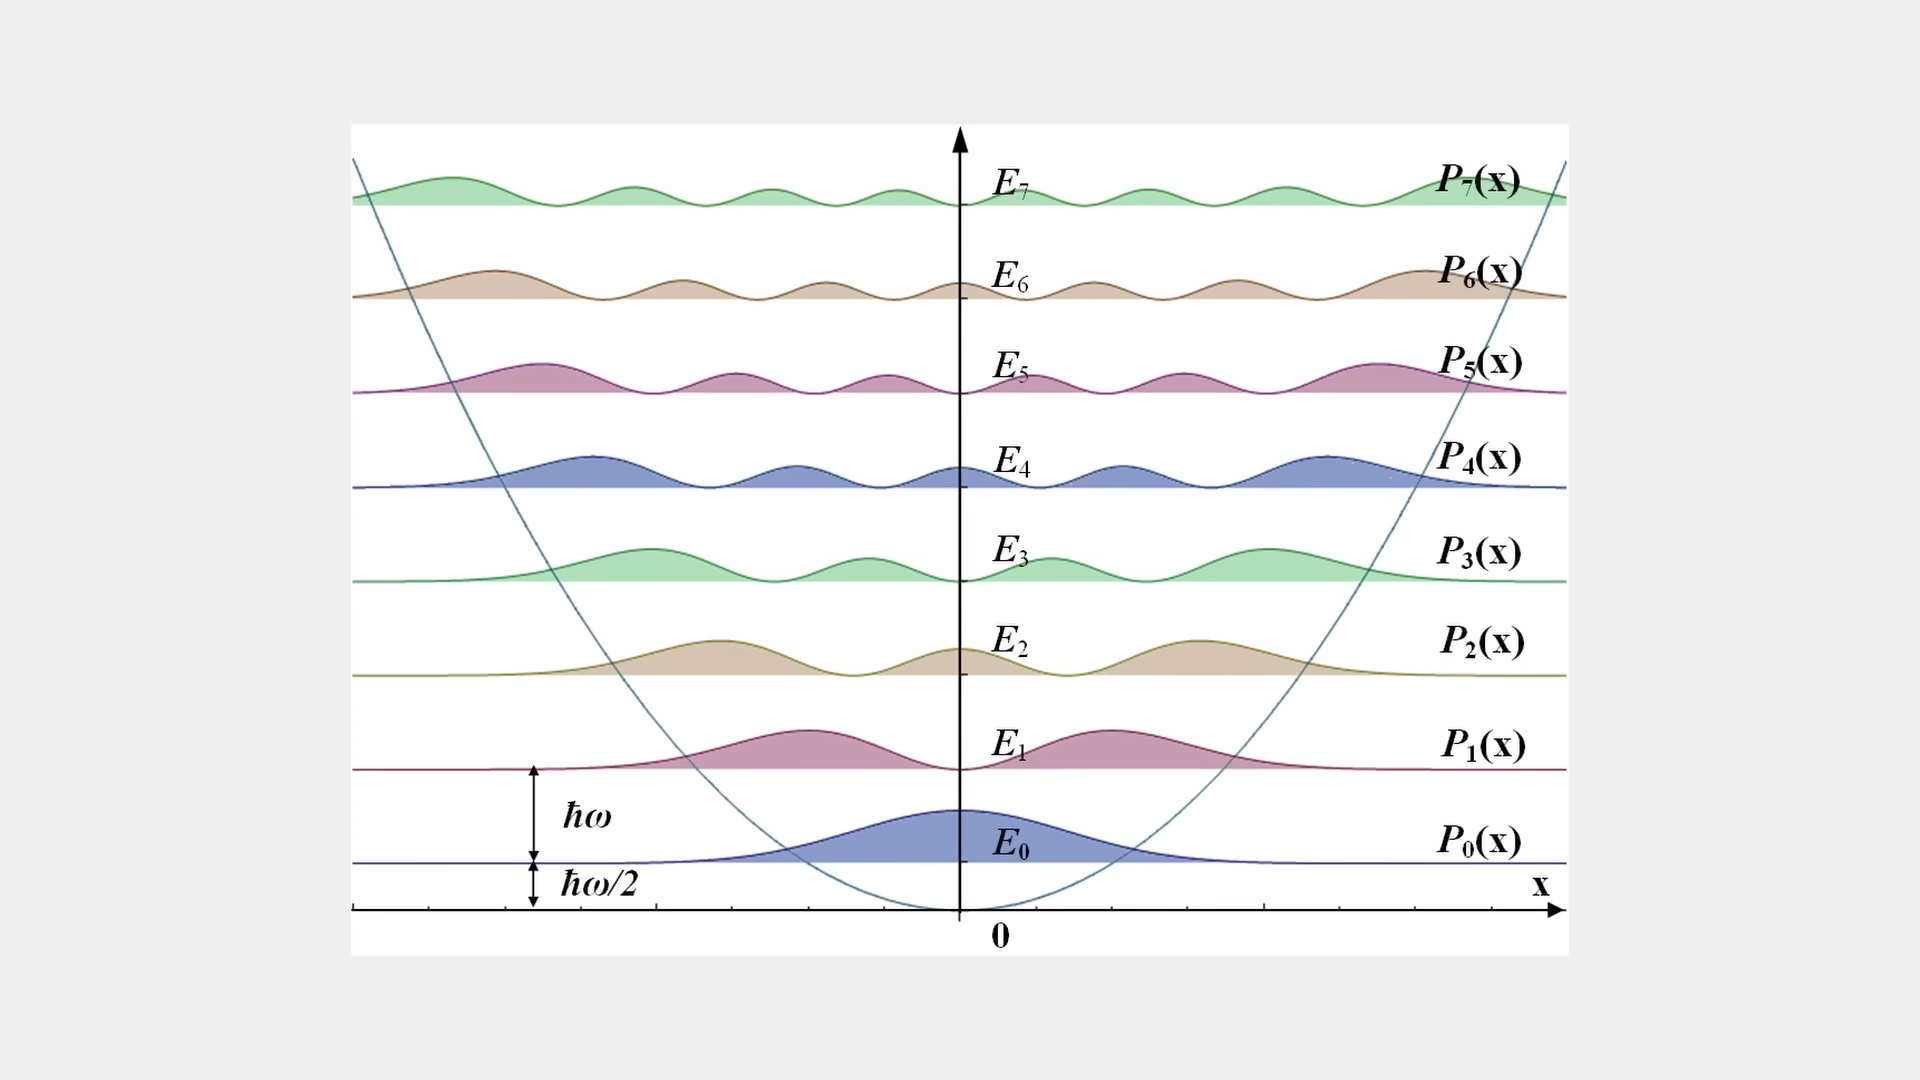 E₇ P₇(x)
E₆ P₆(x)
E₅ P₅(x)
E₄ P₄(x)
E₃ P₃(x)
E₂ P₂(x)
E₁ P₁(x)
ħω
E₀ P₀(x)
ħω/2
x
0